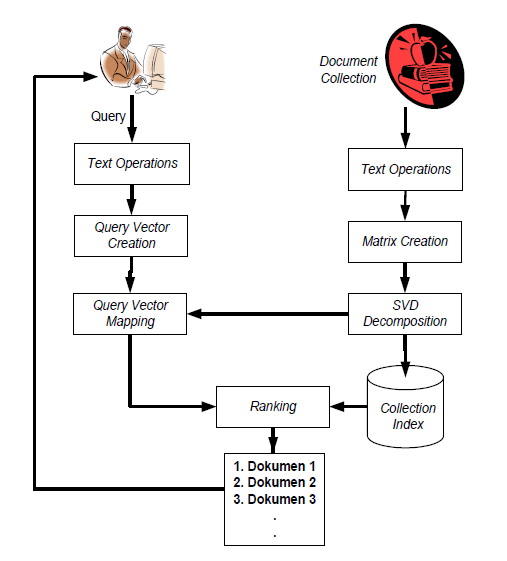 Document
Collection
Query
Text Operations
Text Operations
Query Vector
Creation
Matrix Creation
Query Vector
Mapping
SVD
Decomposition
Ranking
Collection
Index
1. Dokumen 1
2. Dokumen 2
3. Dokumen 3
.
.